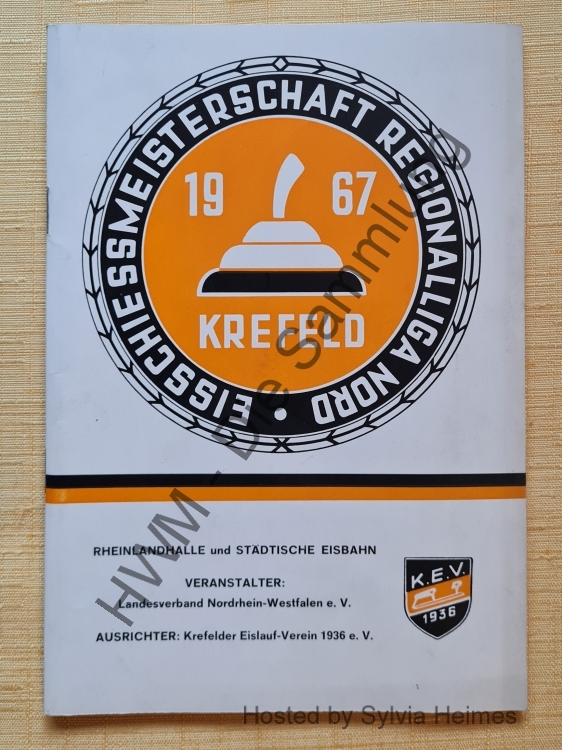 EISSCHIESSMEISTERSCHAFT REGIONALLIGA NORD
19 67
KREFELD
RHEINLANDHALLE und STÄDTISCHE EISBAHN
VERANSTALTER:
Landesverband Nordrhein-Westfalen e. V.
AUSRICHTER: Krefelder Eislauf-Verein 1936 e. V.
K.E.V.
1936
HWM - Die Sammlung
Hosted by Sylvia Heimes